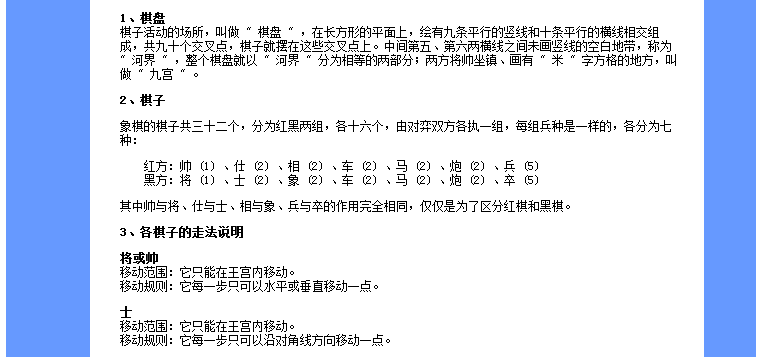 1、棋盘
棋子活动的场所，叫做 " 棋盘 " ，在长方形的平面上，绘有九条平行的竖线和十条平行的横线相交组
成，共九十个交叉点，棋子就摆在这些交叉点上。中间第五、第六两横线之间未画竖线的空白地带，称为
" 河界 " ，整个棋盘就以 " 河界 " 分为相等的两部分；两方将帅坐镇、画有 " 米 " 字方格的地方，叫
做 " 九宫 " 。
2、棋子
象棋的棋子共三十二个，分为红黑两组，各十六个，由对弈双方各执一组，每组兵种是一样的，各分为七
种：
红方：帅（1）、仕（2）、相（2）、车（2）、马（2）、炮（2）、兵（5）
黑方：将（1）、士（2）、象（2）、车（2）、马（2）、炮（2）、卒（5）
其中帅与将、仕与士、相与象、兵与卒的作用完全相同，仅仅是为了区分红棋和黑棋。
3、各棋子的走法说明
将或帅
移动范围：它只能在王宫内移动。
移动规则：它每一步只可以水平或垂直移动一点。
士
移动范围：它只能在王宫内移动。
移动规则：它每一步只可以沿对角线方向移动一点。